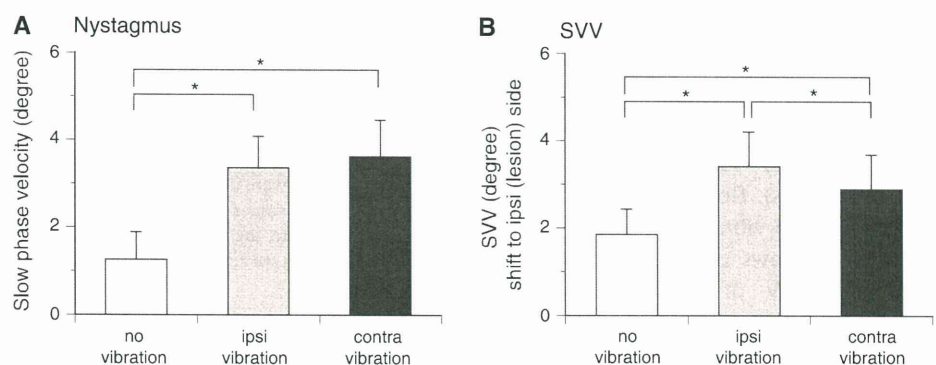 A Nystagmus
Slow phase velocity (degree)
6
4
2
0
*
*
no vibration
ipsi vibration
contra vibration
B SVV
SVV (degree)
shift to ipsi (lesion) side
6
4
2
0
*
*
*
no vibration
ipsi vibration
contra vibration